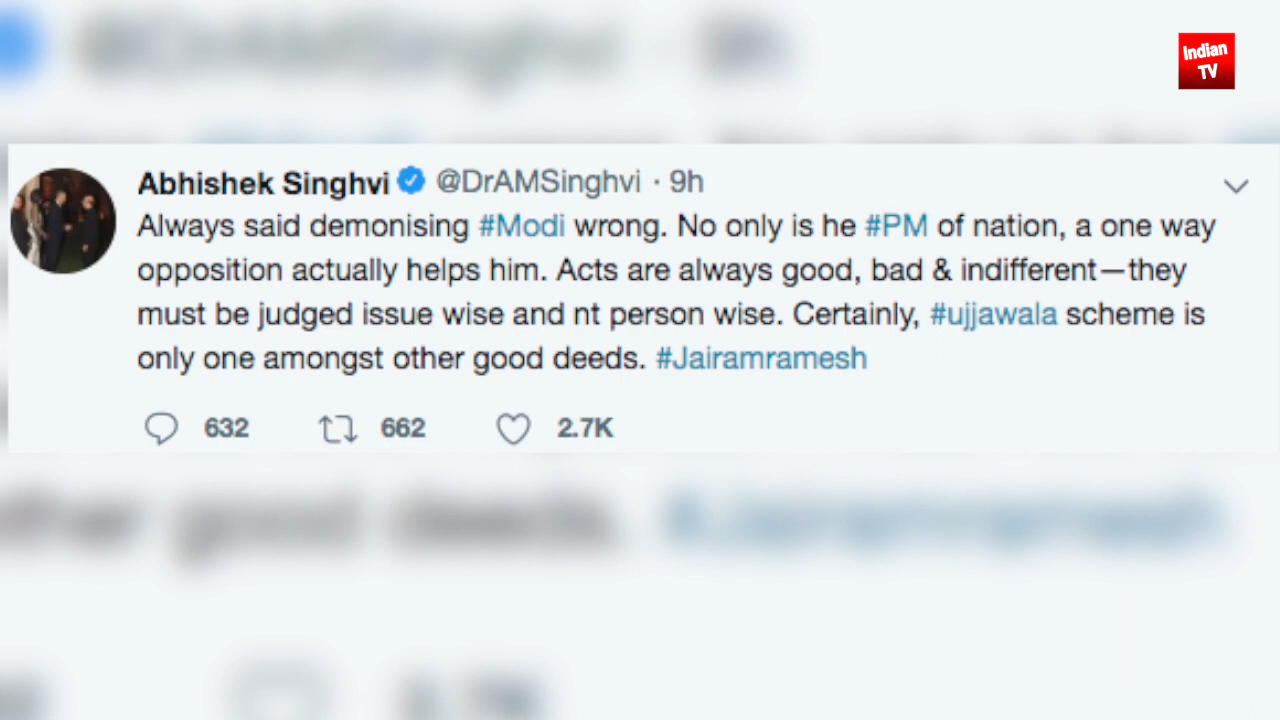 Indian
TV
Abhishek Singhvi @DrAMSinghvi · 9h
Always said demonising #Modi wrong. No only is he #PM of nation, a one way
opposition actually helps him. Acts are always good, bad & indifferent—they
must be judged issue wise and nt person wise. Certainly, #ujjawala scheme is
only one amongst other good deeds. #Jairamramesh
632 662 2.7K